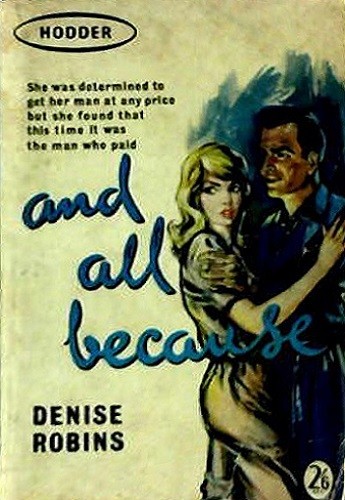 HODDER
She was determined to
get her man at any price
but she found that
this time it was
the man who paid
and
all
because
DENISE
ROBINS
2/6